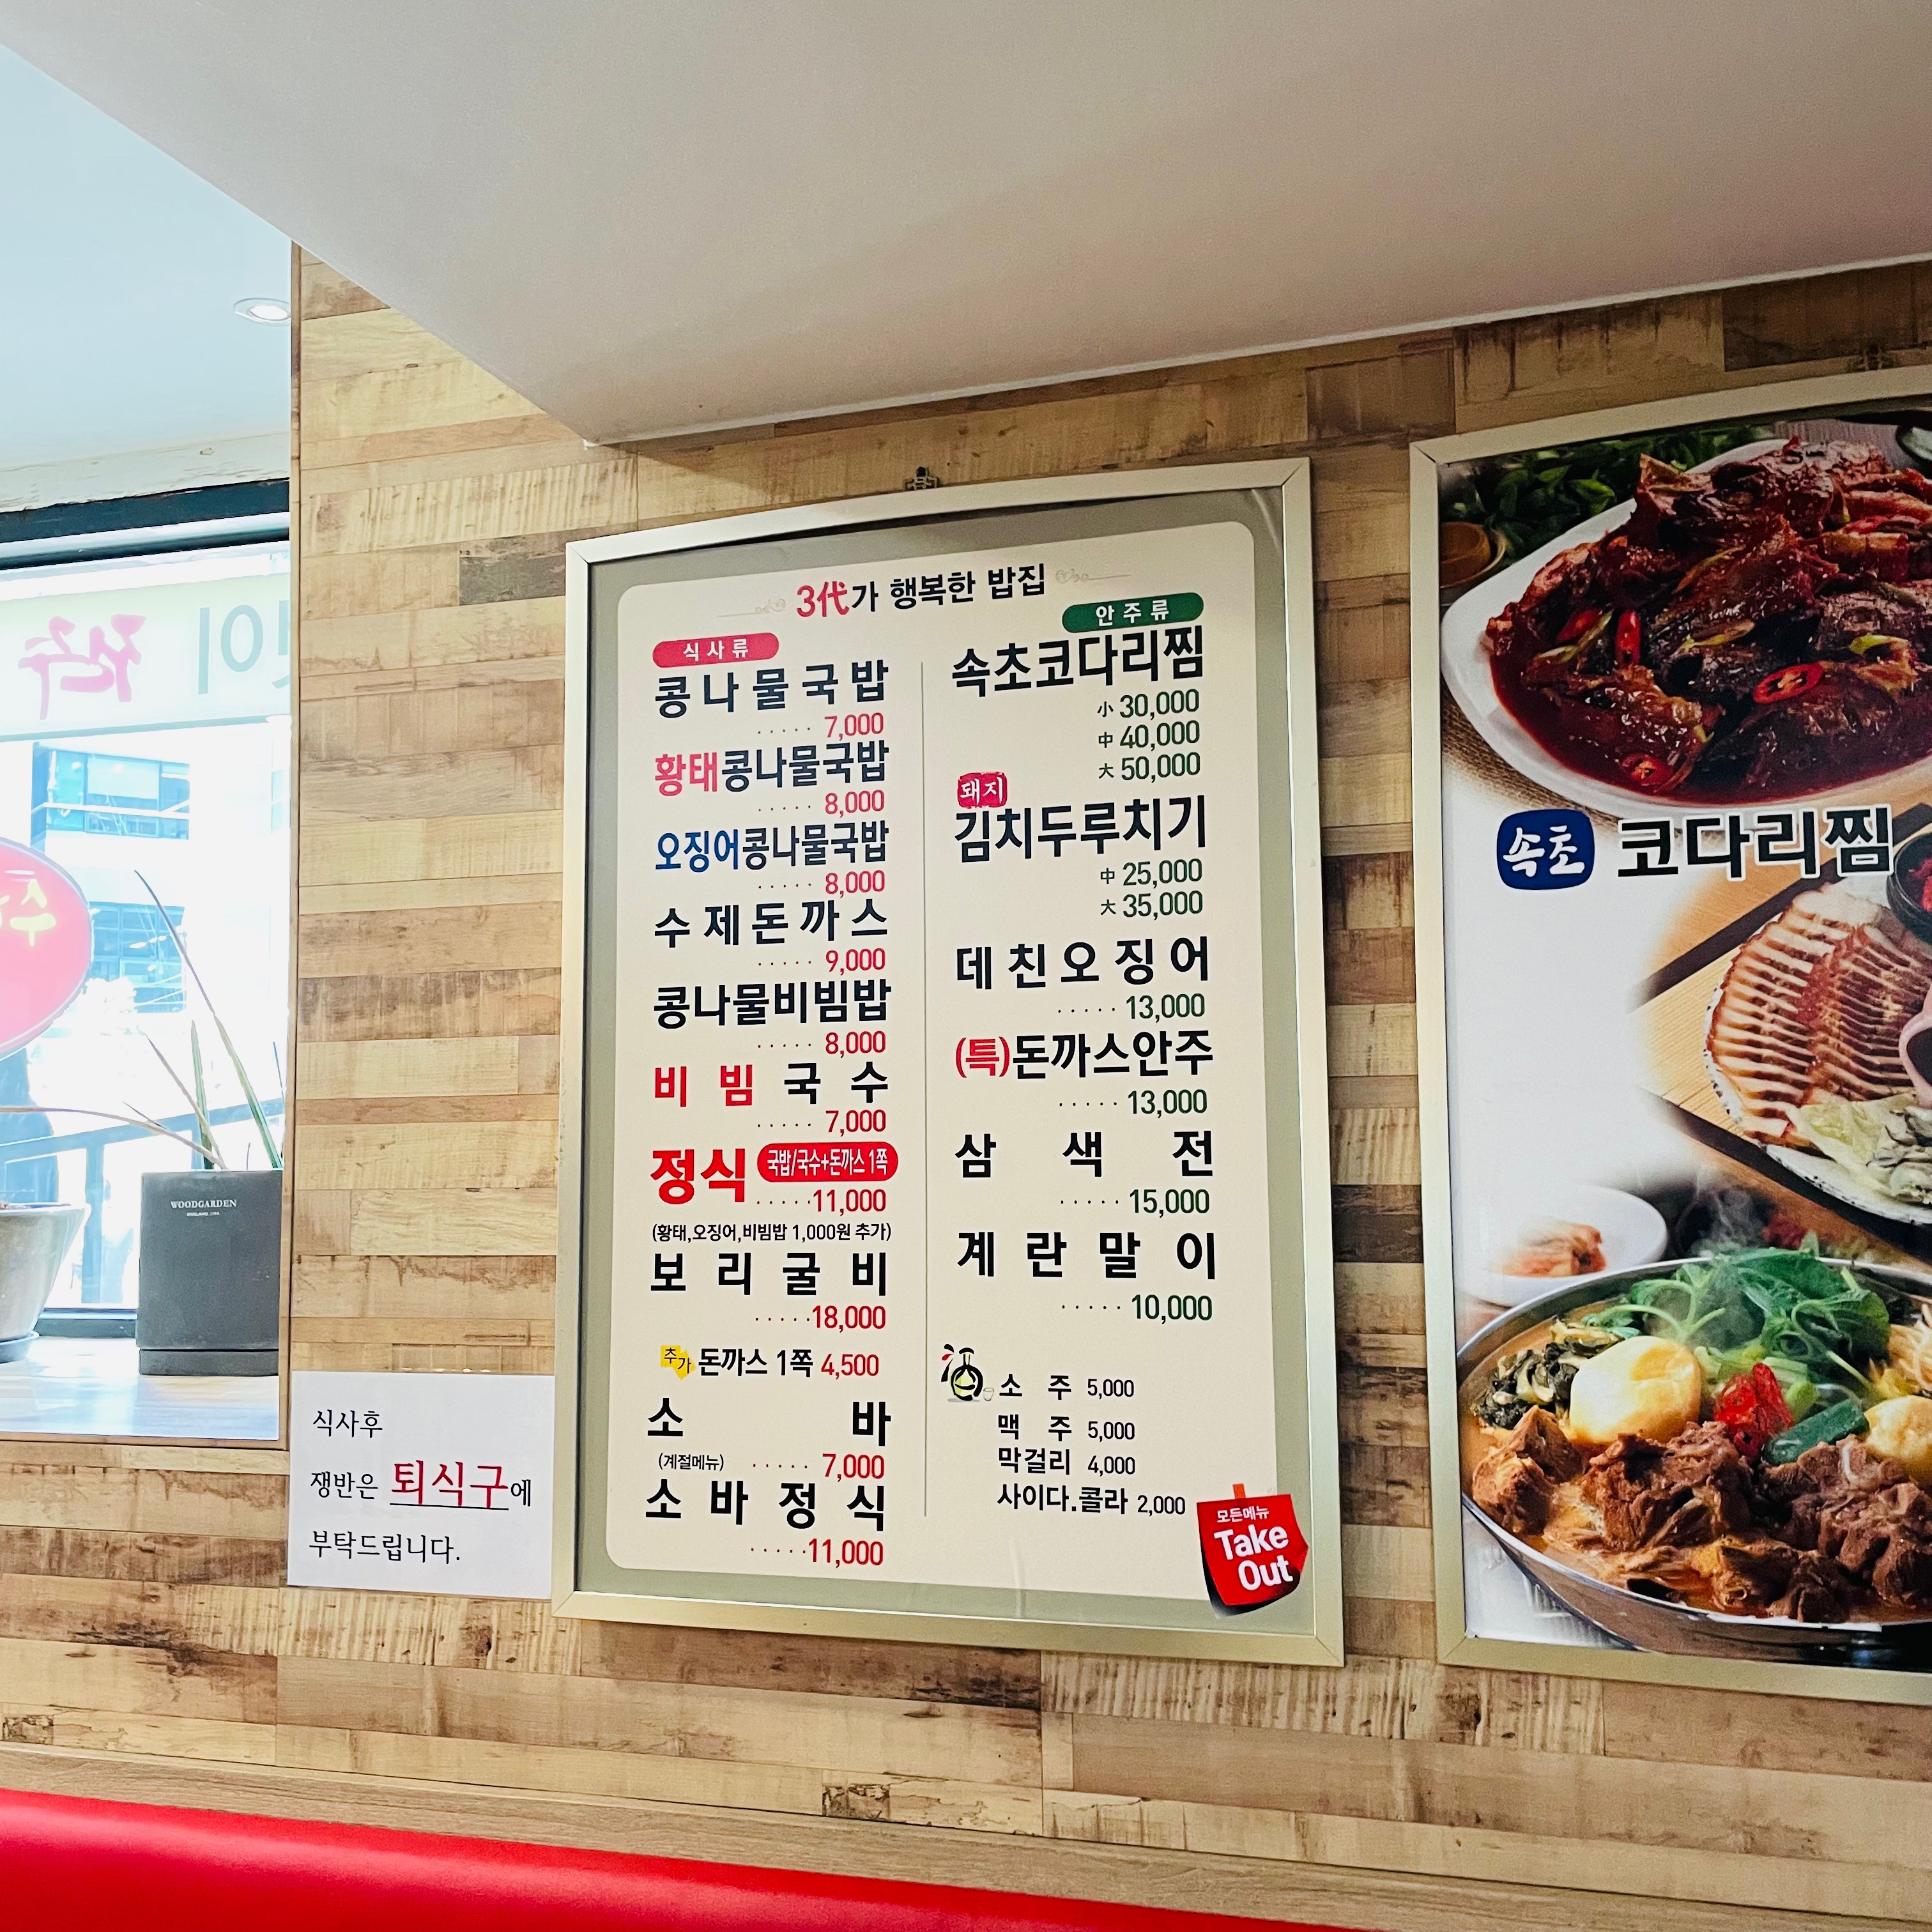 3代가 행복한 밥집
식사류
콩나물국밥
····· 7,000
황태콩나물국밥
····· 8,000
오징어콩나물국밥
····· 8,000
수제돈까스
····· 9,000
콩나물비빔밥
····· 8,000
비빔국수
····· 7,000
정식 국밥/국수+돈까스 1쪽
·····11,000
(황태,오징어,비빔밥 1,000원 추가)
보리굴비
·····18,000
추가 돈까스 1쪽 4,500
소바
(계절메뉴) ····· 7,000
소바정식
·····11,000
안주류
속초코다리찜
小 30,000
中 40,000
大 50,000
돼지
김치두루치기
中 25,000
大 35,000
데친오징어
····· 13,000
(특)돈까스안주
····· 13,000
삼색전
····· 15,000
계란말이
····· 10,000
소주 5,000
맥주 5,000
막걸리 4,000
사이다.콜라 2,000
모든메뉴
Take
Out
속초 코다리찜
식사후
쟁반은 퇴식구에
부탁드립니다.
WOODGARDEN